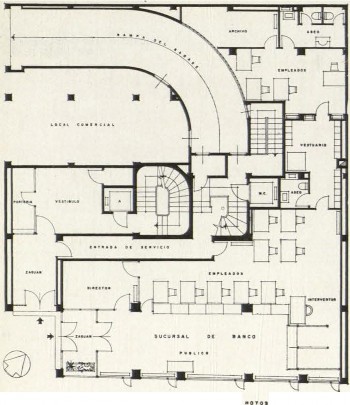 RAMPA DEL GARAGE
ARCHIVO
ASEO
EMPLEADOS
LOCAL COMERCIAL
VESTUARIO
PORTERIA
VESTIBULO
A
W.C.
ASEO
ENTRADA DE SERVICIO
ZAGUAN
EMPLEADOS
DIRECTOR
INTERVENTOR
ZAGUAN
SUCURSAL DE BANCO
PUBLICO